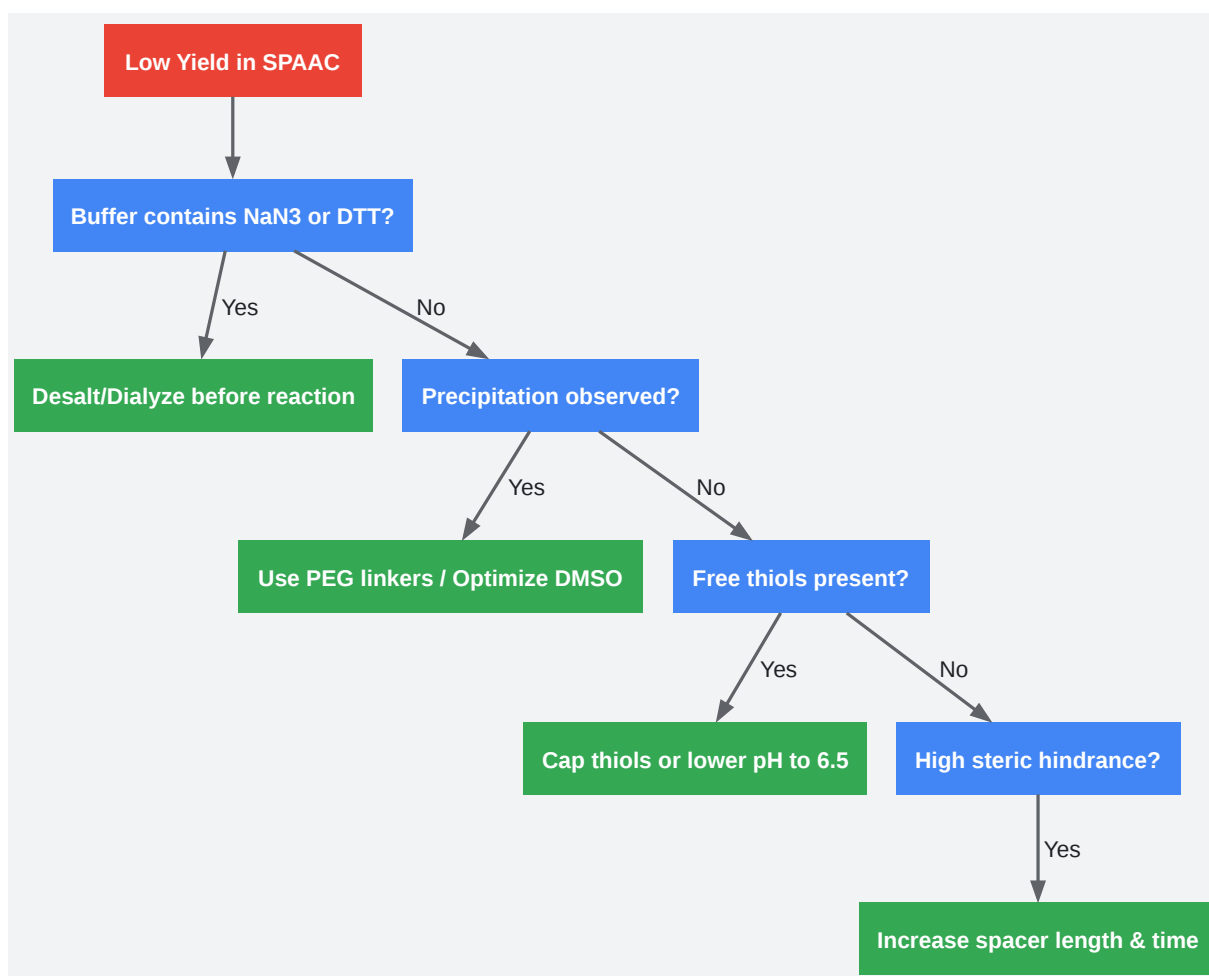 Low Yield in SPAAC
Buffer contains NaN3 or DTT?
Yes
No
Desalt/Dialyze before reaction
Precipitation observed?
Yes
No
Use PEG linkers / Optimize DMSO
Free thiols present?
Yes
No
Cap thiols or lower pH to 6.5
High steric hindrance?
Yes
Increase spacer length & time